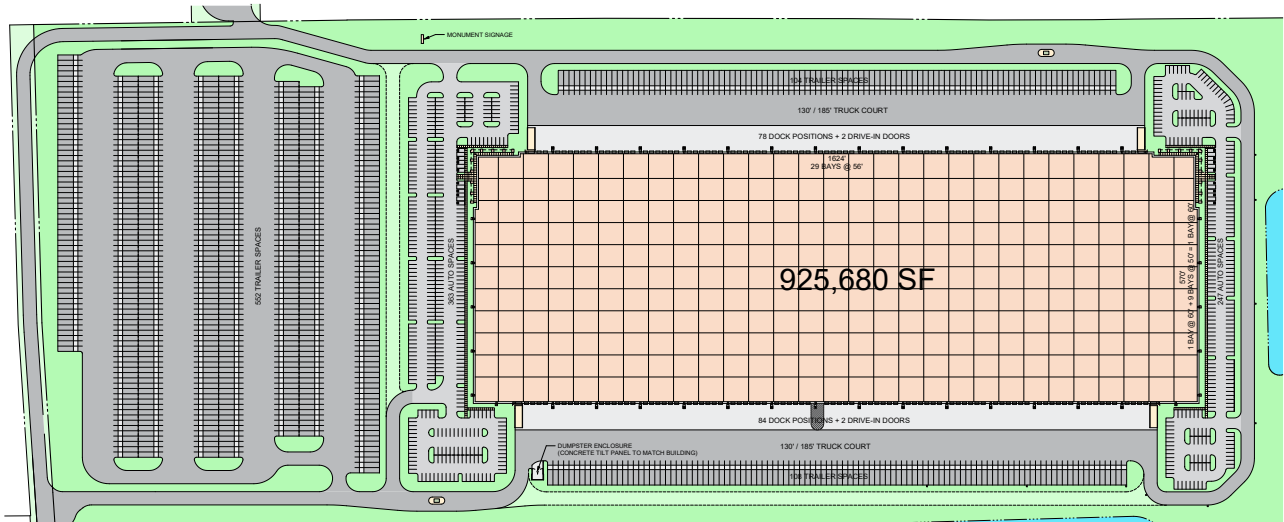 MONUMENT SIGNAGE
104 TRAILER SPACES
130' / 185' TRUCK COURT
78 DOCK POSITIONS + 2 DRIVE-IN DOORS
1624'
29 BAYS @ 56'
552 TRAILER SPACES
363 AUTO SPACES
925,680 SF
570'
1 BAY @ 60' + 9 BAYS @ 50' = 1 BAY @ 60'
247 AUTO SPACES
84 DOCK POSITIONS + 2 DRIVE-IN DOORS
130' / 185' TRUCK COURT
DUMPSTER ENCLOSURE
(CONCRETE TILT PANEL TO MATCH BUILDING)
108 TRAILER SPACES